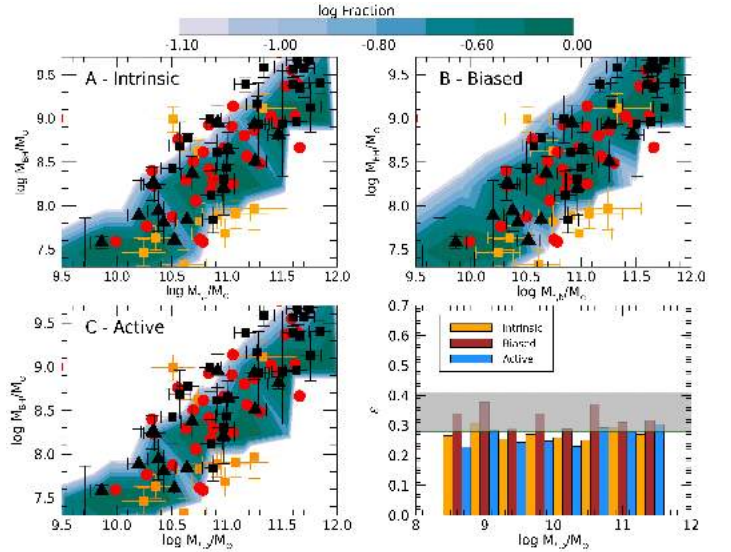 log Fraction
-1.10 -1.00 -0.80 -0.60 0.00
A - Intrinsic
B - Biased
9.5 9.0 8.5 8.0 7.5
9.5 9.0 8.5 8.0 7.5
9.5 10.0 10.5 11.0 11.5 12.0
9.5 10.0 10.5 11.0 11.5 12.0
C - Active
9.5 9.0 8.5 8.0 7.5
9.5 10.0 10.5 11.0 11.5 12.0
0.7 0.6 0.5 0.4 0.3 0.2 0.1 0.0
Intrinsic
Biased
Active
ε
8 9 10 11 12